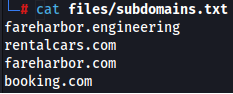 └─# cat files/subdomains.txt
fareharbor.engineering
rentalcars.com
fareharbor.com
booking.com